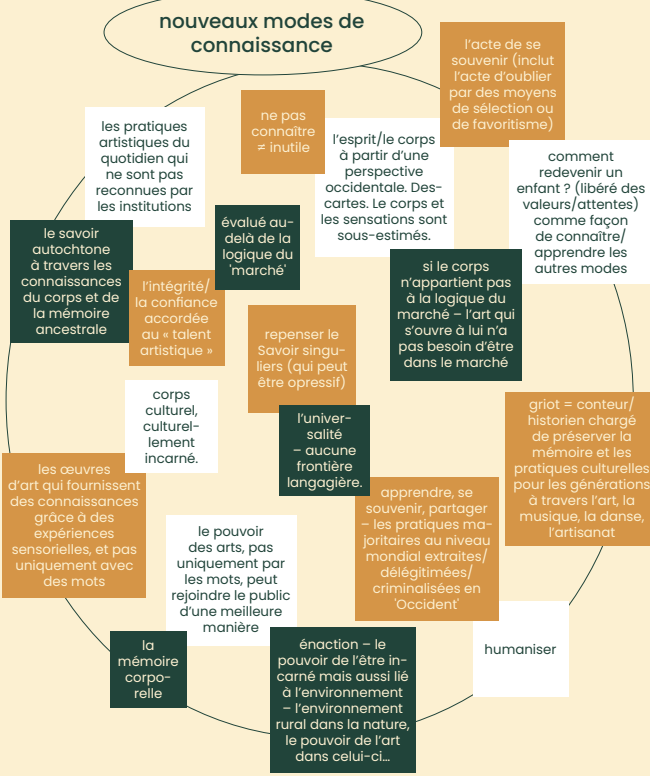 nouveaux modes de
connaissance
l'acte de se
souvenir (inclut
l'acte d'oublier
par des moyens
de sélection ou
de favoritisme)
ne pas
connaître
≠ inutile
les pratiques
artistiques du
quotidien qui
ne sont pas
reconnues par
les institutions
l'esprit/le corps
à partir d'une
perspective
occidentale. Des-
cartes. Le corps et
les sensations sont
sous-estimés.
comment
redevenir un
enfant ? (libéré des
valeurs/attentes)
comme façon
de connaître/
apprendre les
autres modes
évalué au-
delà de la
logique du
'marché'
le savoir
autochtone
à travers les
connaissances
du corps et de
la mémoire
ancestrale
l'intégrité/
la confiance
accordée
au « talent
artistique »
si le corps
n'appartient pas
à la logique du
marché – l'art qui
s'ouvre à lui n'a
pas besoin d'être
dans le marché
repenser le
Savoir singu-
liers (qui peut
être opressif)
corps
culturel,
culturel-
lement
incarné.
l'univer-
salité
– aucune
frontière
langagière.
griot = conteur/
historien chargé
de préserver la
mémoire et les
pratiques culturelles
pour les générations
à travers l'art, la
musique, la danse,
l'artisanat
les œuvres
d'art qui fournissent
des connaissances
grâce à des
expériences
sensorielles, et pas
uniquement avec
des mots
apprendre, se
souvenir, partager
– les pratiques ma-
joritaires au niveau
mondial extraites/
délégitimées/
criminalisées en
'Occident'
le pouvoir
des arts, pas
uniquement par
les mots, peut
rejoindre le public
d'une meilleure
manière
humaniser
la
mémoire
corpo-
relle
énaction – le
pouvoir de l'être in-
carné mais aussi lié
à l'environnement
– l'environnement
rural dans la nature,
le pouvoir de l'art
dans celui-ci...